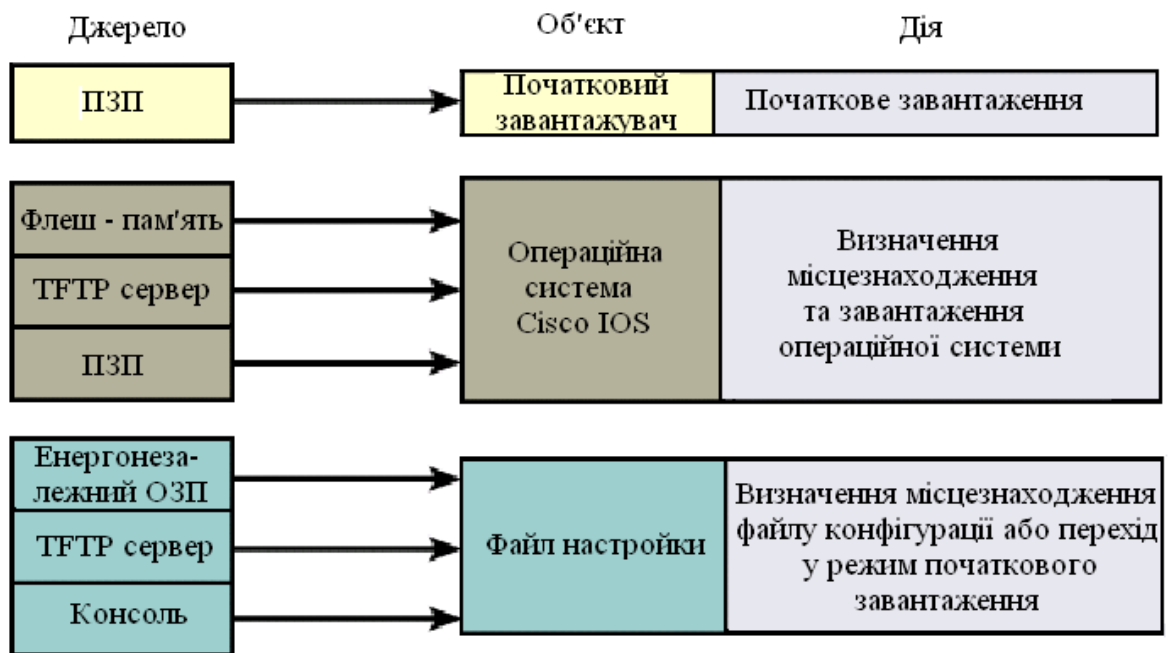 Джерело
Об'єкт
Дія
ПЗП
Початковий
завантажувач
Початкове завантаження
Флеш - пам'ять
TFTP сервер
ПЗП
Операційна
система
Cisco IOS
Визначення
місцезнаходження
та завантаження
операційної системи
Енергонеза-
лежний ОЗП
TFTP сервер
Консоль
Файл настройки
Визначення місцезнаходження
файлу конфігурації або перехід
у режим початкового
завантаження